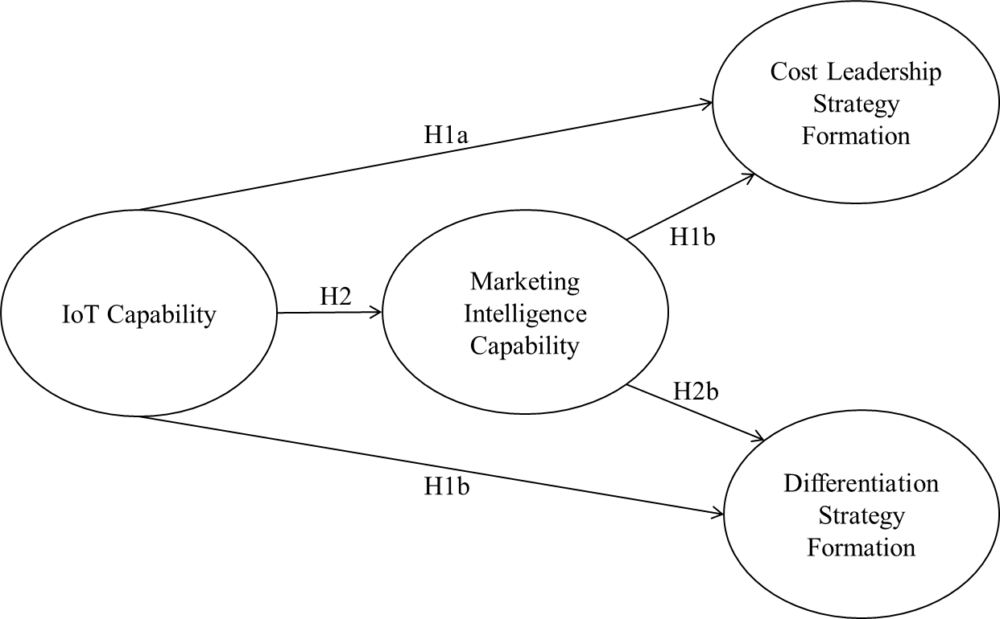 Cost Leadership
Strategy
Formation
H1a
H1b
Marketing
Intelligence
Capability
H2
IoT Capability
H2b
H1b
Differentiation
Strategy
Formation